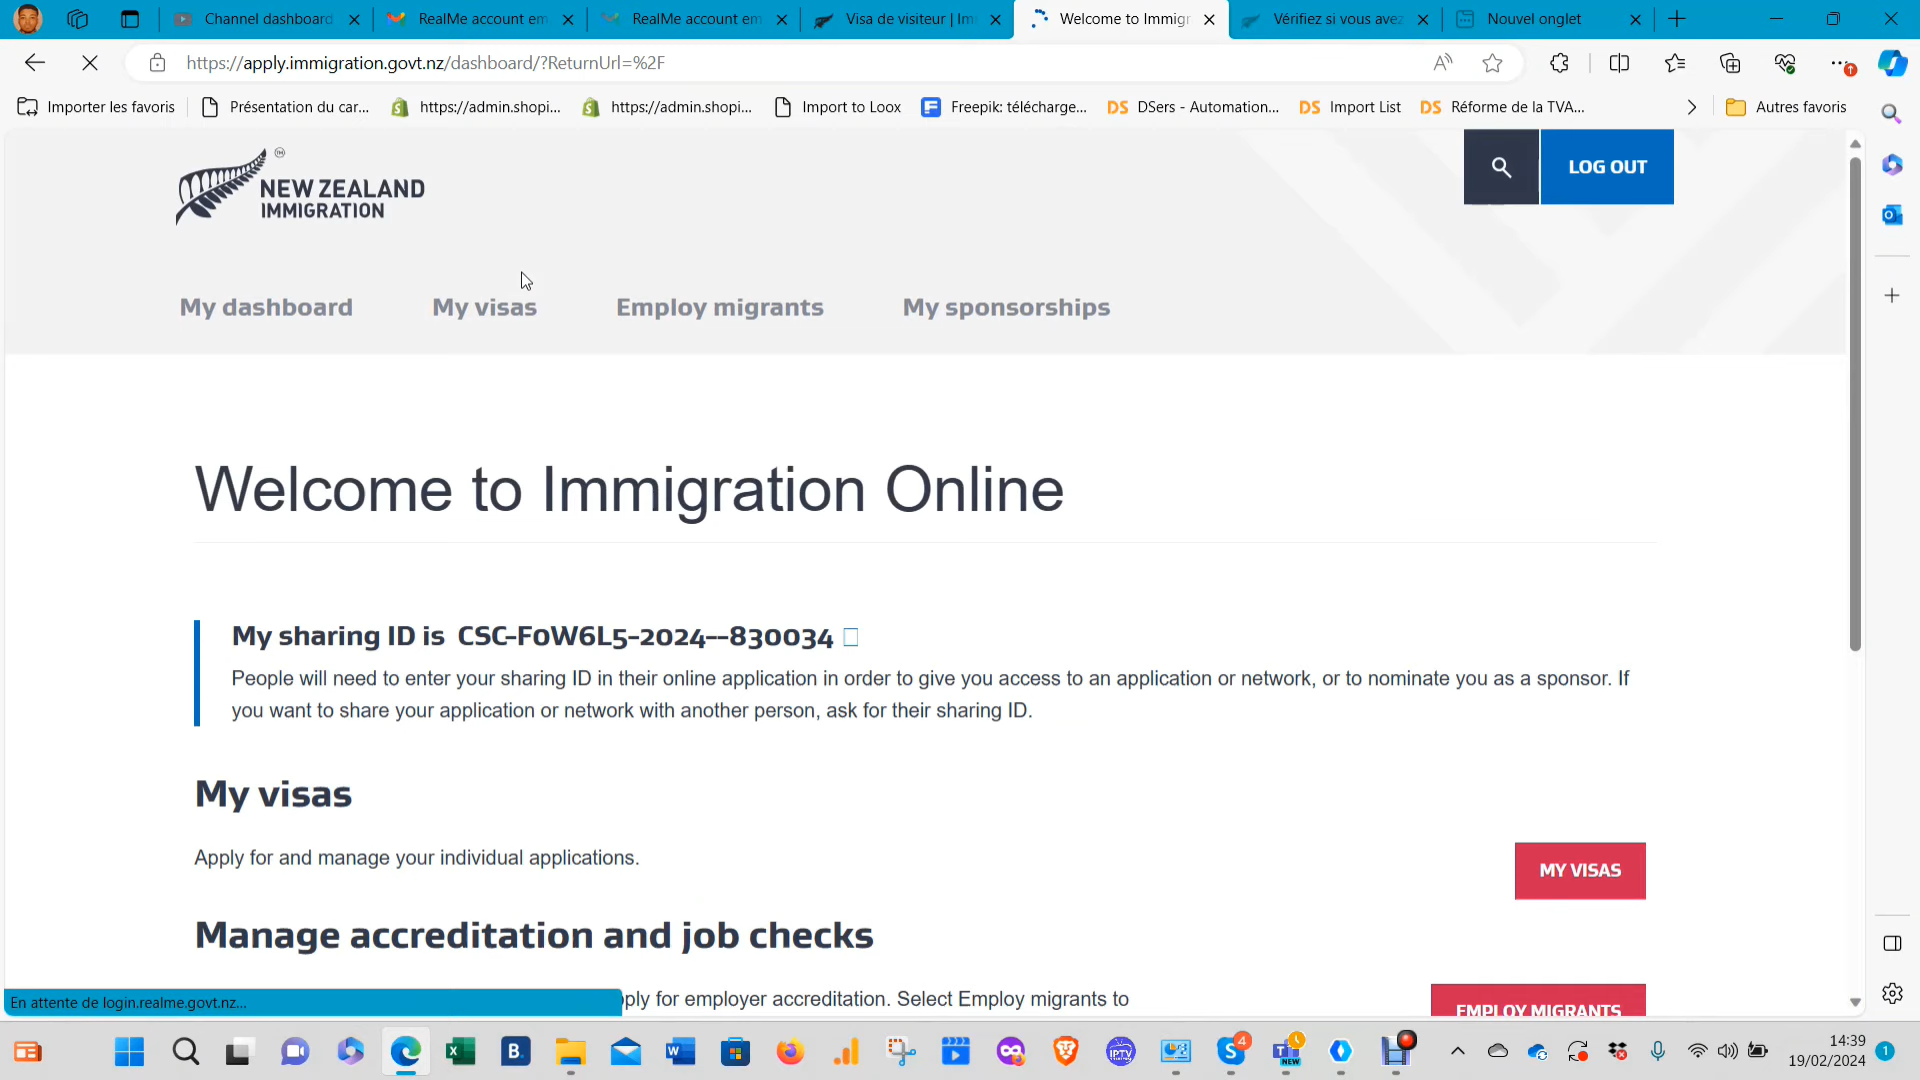 Channel dashboard
RealMe account em
RealMe account em
Visa de visiteur | Im
Welcome to Immigr
Vérifiez si vous avez
Nouvel onglet
https://apply.immigration.govt.nz/dashboard/?ReturnUrl=%2F
Importer les favoris
Présentation du car...
https://admin.shopi...
https://admin.shopi...
Import to Loox
Freepik: télécharge...
DS DSers - Automation...
DS Import List
DS Réforme de la TVA...
Autres favoris
NEW ZEALAND
IMMIGRATION
TM
LOG OUT
My dashboard
My visas
Employ migrants
My sponsorships
Welcome to Immigration Online
My sharing ID is CSC-F0W6L5-2024--830034
People will need to enter your sharing ID in their online application in order to give you access to an application or network, or to nominate you as a sponsor. If
you want to share your application or network with another person, ask for their sharing ID.
My visas
Apply for and manage your individual applications.
MY VISAS
Manage accreditation and job checks
ply for employer accreditation. Select Employ migrants to
EMPLOY MIGRANTS
En attente de login.realme.govt.nz...
B.
IPTV
4
NEW
14:39
19/02/2024
1